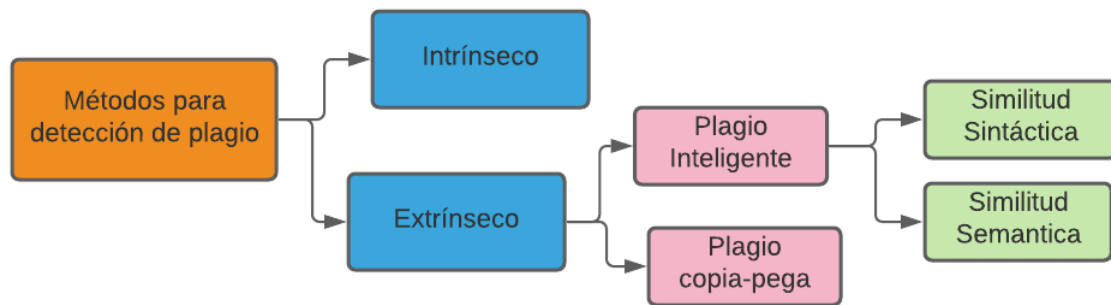 Métodos para
detección de plagio
Intrínseco
Extrínseco
Plagio
Inteligente
Plagio
copia-pega
Similitud
Sintáctica
Similitud
Semantica